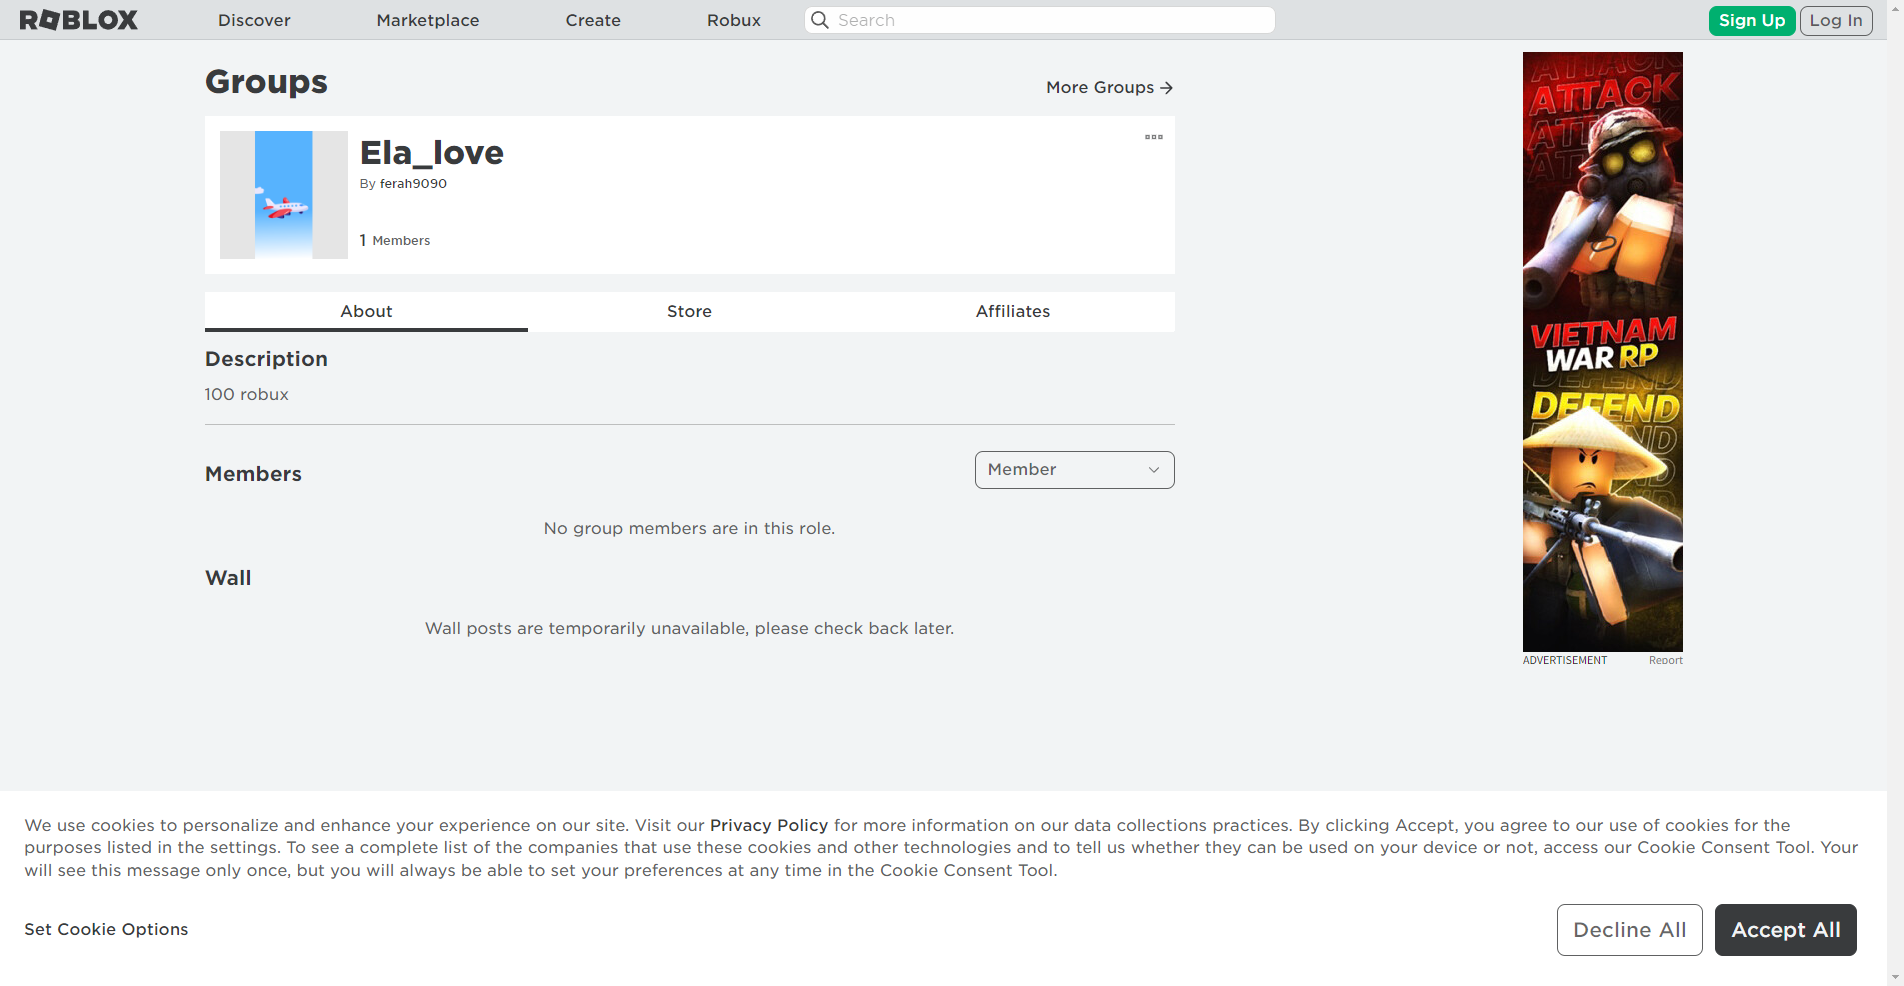 ROBLOX
Discover
Marketplace
Create
Robux
Search
Sign Up
Log In
Groups
More Groups
Ela_love
By ferah9090
1 Members
About
Store
Affiliates
Description
100 robux
Members
Member
No group members are in this role.
Wall
Wall posts are temporarily unavailable, please check back later.
ATTACK
ATTACK
VIETNAM
WAR RP
DEFEND
DEFEND
ADVERTISEMENT
Report
We use cookies to personalize and enhance your experience on our site. Visit our Privacy Policy for more information on our data collections practices. By clicking Accept, you agree to our use of cookies for the
purposes listed in the settings. To see a complete list of the companies that use these cookies and other technologies and to tell us whether they can be used on your device or not, access our Cookie Consent Tool. Your
will see this message only once, but you will always be able to set your preferences at any time in the Cookie Consent Tool.
Set Cookie Options
Decline All
Accept All